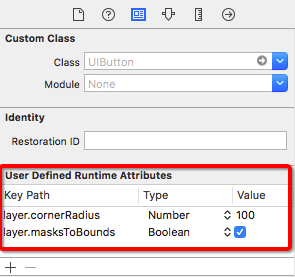 Custom Class
Class UIButton
Module None
Identity
Restoration ID
User Defined Runtime Attributes
Key Path Type Value
layer.cornerRadius Number 100
layer.masksToBounds Boolean